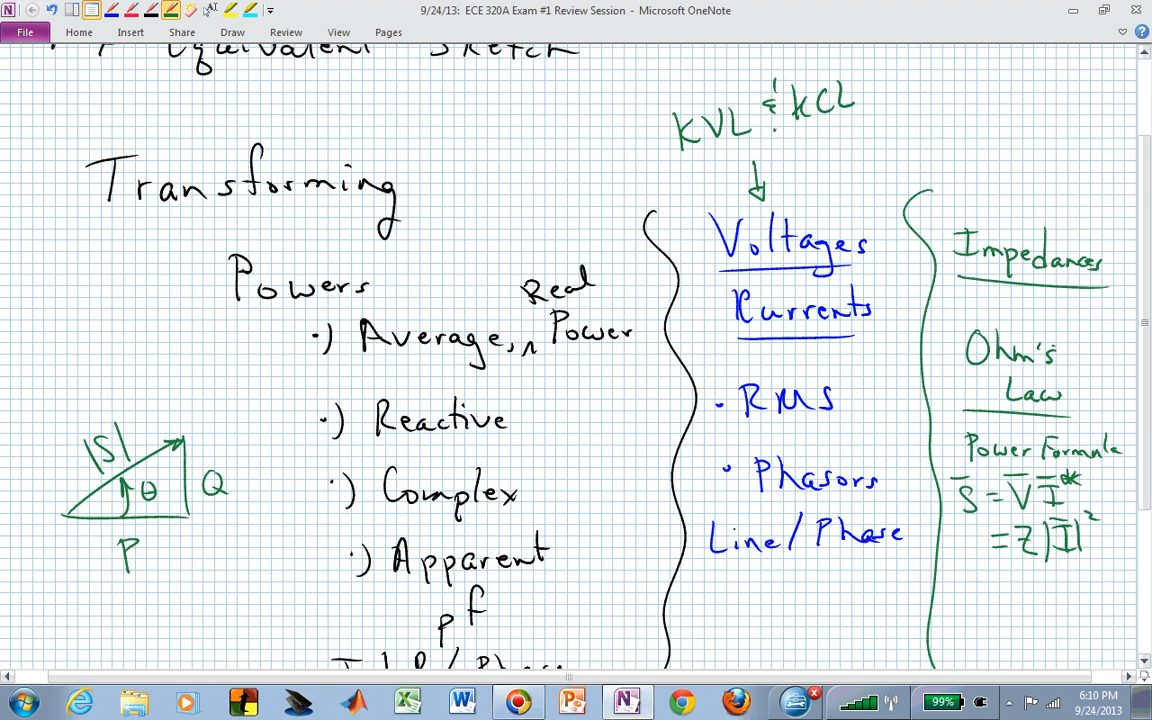 9/24/13: ECE 320A Exam #1 Review Session - Microsoft OneNote
File Home Insert Share Draw Review View Pages
Equivalent Sketch
KVL & KCL
Transforming
Powers
·) Average, ^ Real Power
·) Reactive
·) Complex
·) Apparent
pf
|S|
θ
Q
P
Voltages
Currents
· RMS
· Phasors
Line/Phase
Impedances
Ohm's
Law
Power Formula
S̅ = V̅ I̅*
= Z|I̅|²
99%
6:10 PM
9/24/2013